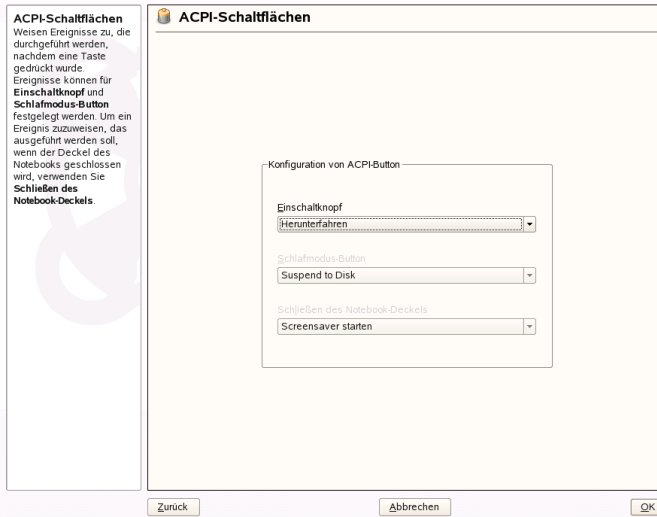 ACPI-Schaltflächen
Weisen Ereignisse zu, die
durchgeführt werden,
nachdem eine Taste
gedrückt wurde.
Ereignisse können für
Einschaltknopf und
Schlafmodus-Button
festgelegt werden. Um ein
Ereignis zuzuweisen, das
ausgeführt werden soll,
wenn der Deckel des
Notebooks geschlossen
wird, verwenden Sie
Schließen des
Notebook-Deckels.
ACPI-Schaltflächen
Konfiguration von ACPI-Button
Einschaltknopf
Herunterfahren
Schlafmodus-Button
Suspend to Disk
Schließen des Notebook-Deckels
Screensaver starten
Zurück
Abbrechen
OK